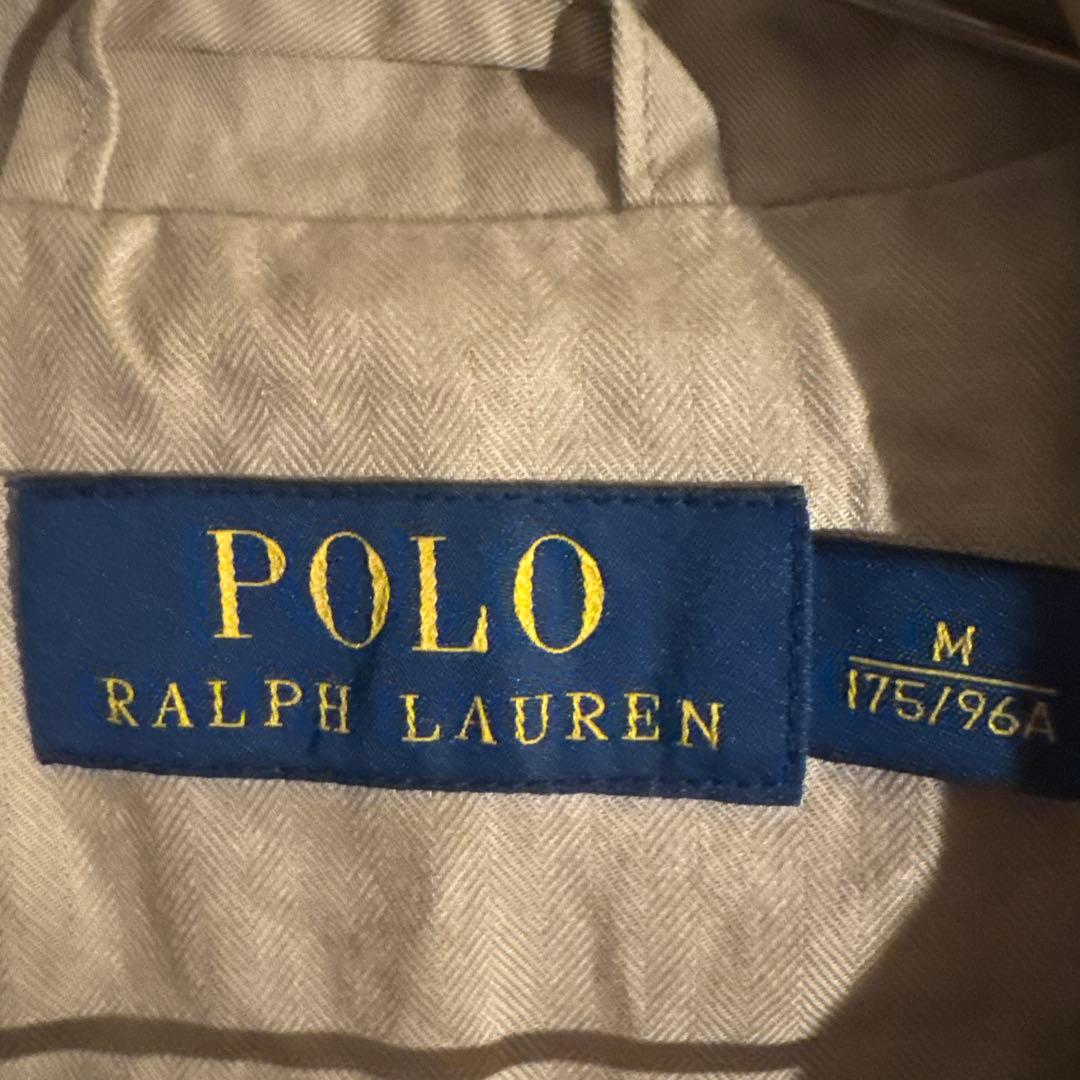 POLO
RALPH LAUREN
M
175/96A